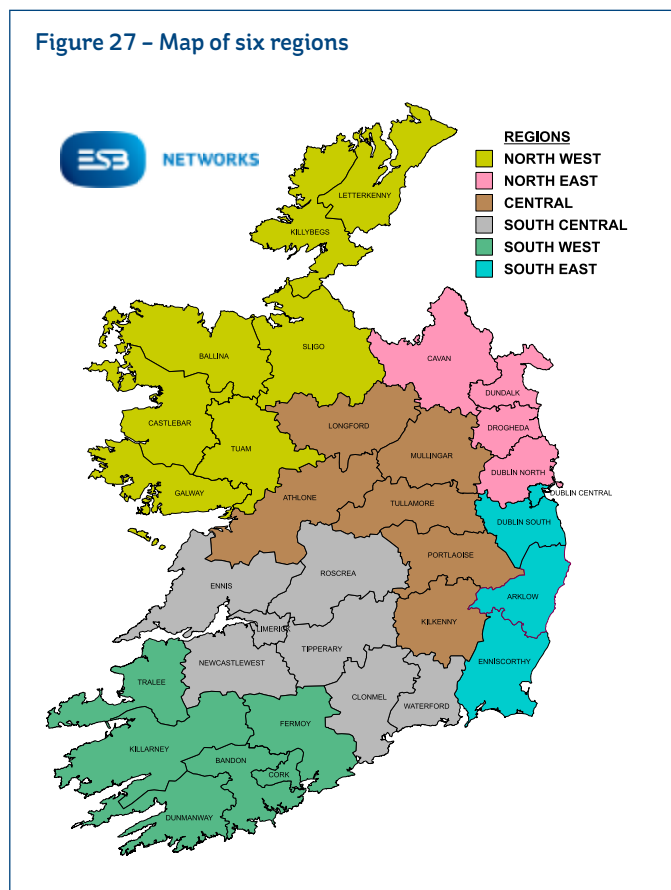 Figure 27 – Map of six regions
ESB NETWORKS
REGIONS
NORTH WEST
NORTH EAST
CENTRAL
SOUTH CENTRAL
SOUTH WEST
SOUTH EAST
LETTERKENNY
KILLYBEGS
SLIGO
BALLINA
CAVAN
DUNDALK
CASTLEBAR
LONGFORD
DROGHEDA
TUAM
MULLINGAR
DUBLIN NORTH
GALWAY
ATHLONE
DUBLIN CENTRAL
TULLAMORE
DUBLIN SOUTH
PORTLAOISE
ENNIS
ROSCREA
ARKLOW
KILKENNY
LIMERICK
TIPPERARY
NEWCASTLEWEST
ENNISCORTHY
TRALEE
CLONMEL
WATERFORD
FERMOY
KILLARNEY
BANDON
CORK
DUNMANWAY